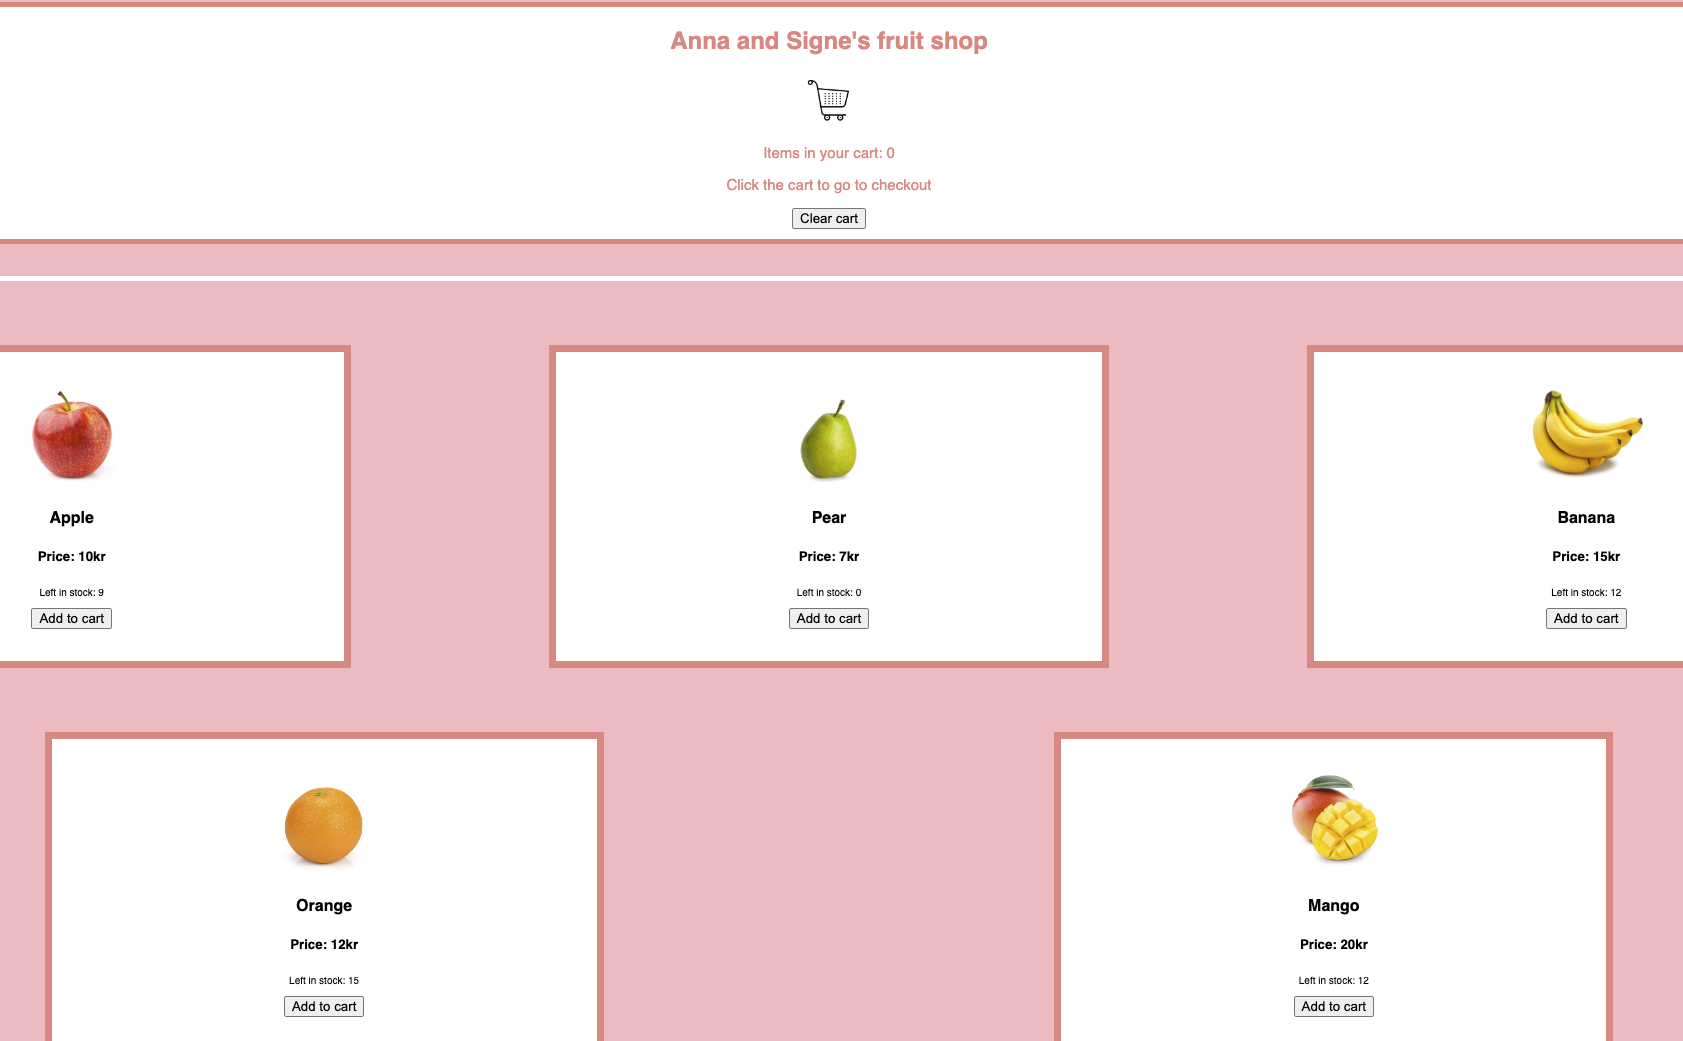 Anna and Signe's fruit shop
Items in your cart: 0
Click the cart to go to checkout
Clear cart
Apple
Price: 10kr
Left in stock: 9
Add to cart
Pear
Price: 7kr
Left in stock: 0
Add to cart
Banana
Price: 15kr
Left in stock: 12
Add to cart
Orange
Price: 12kr
Left in stock: 15
Add to cart
Mango
Price: 20kr
Left in stock: 12
Add to cart